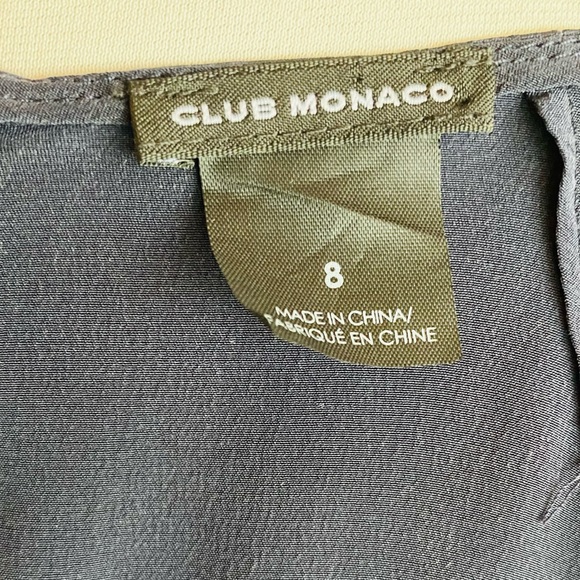 CLUB MONACO
8
MADE IN CHINA/
FABRIQUÉ EN CHINE